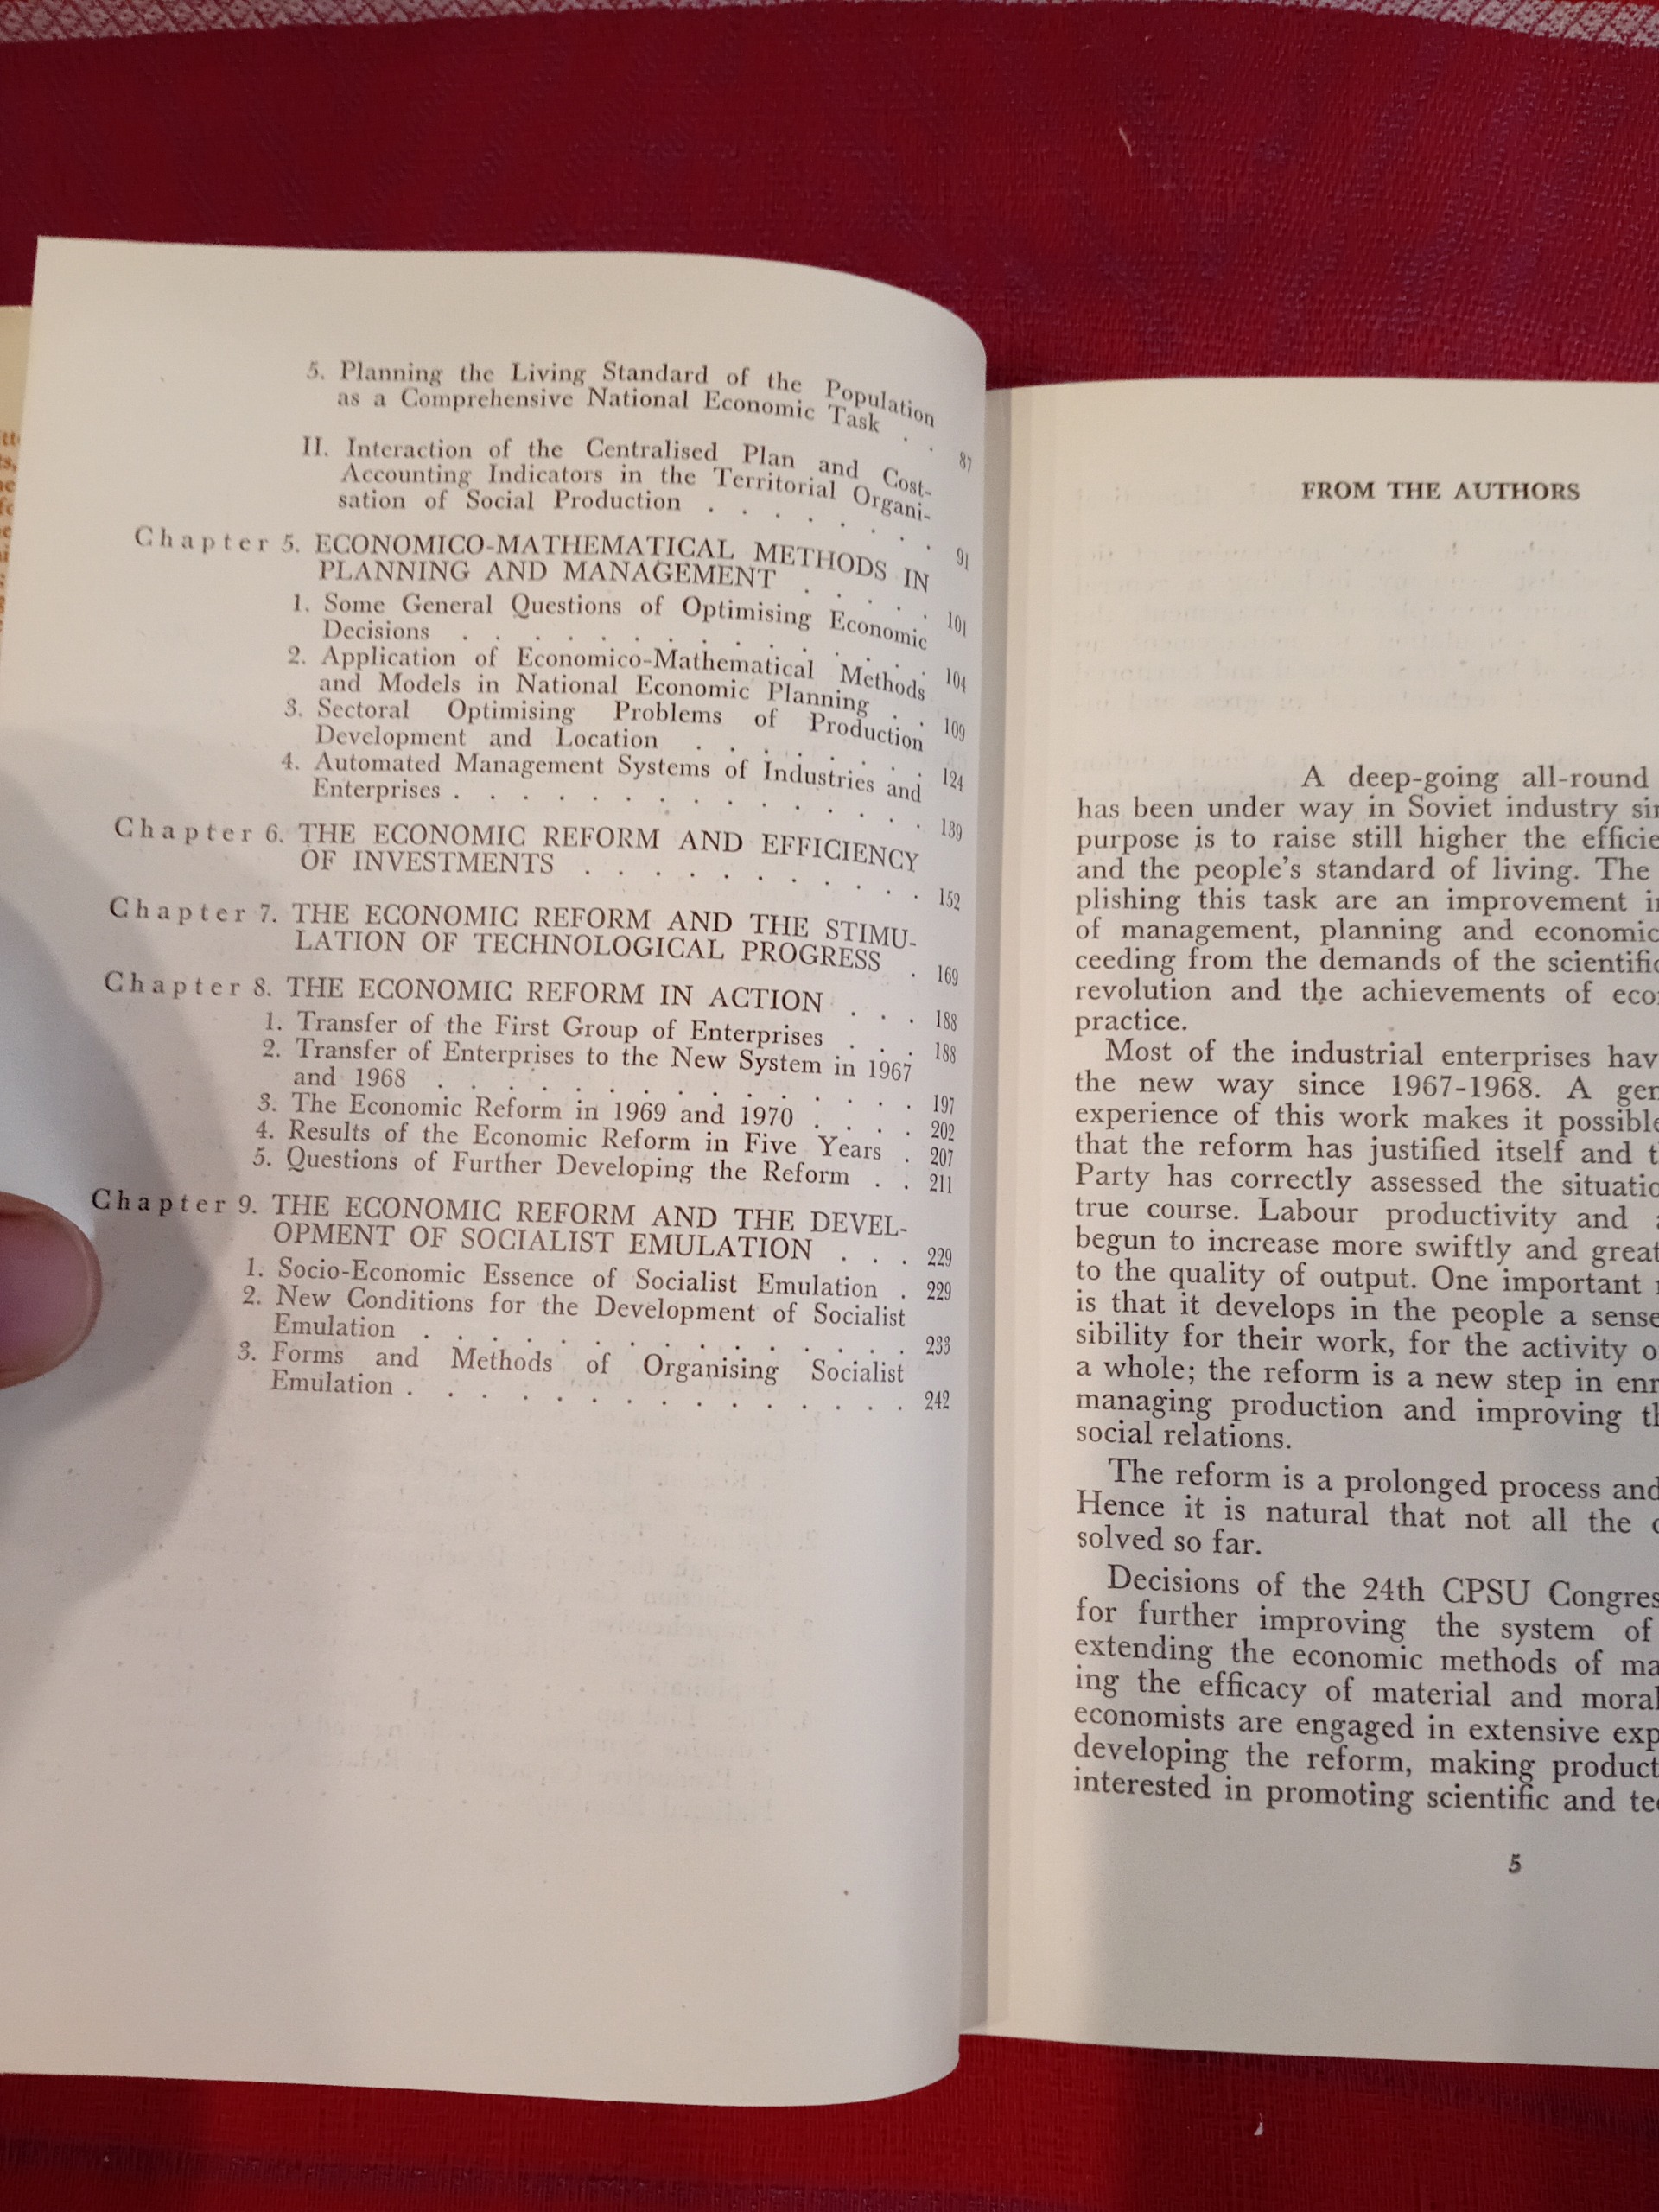 5. Planning the Living Standard of the Population
as a Comprehensive National Economic Task . . 87
II. Interaction of the Centralised Plan and Cost-
Accounting Indicators in the Territorial Organi-
sation of Social Production . . . . . . . 91
Chapter 5. ECONOMICO-MATHEMATICAL METHODS IN
PLANNING AND MANAGEMENT . . . . . 101
1. Some General Questions of Optimising Economic
Decisions . . . . . . . . . . . . . . 104
2. Application of Economico-Mathematical Methods
and Models in National Economic Planning . . 109
3. Sectoral Optimising Problems of Production
Development and Location . . . . . . . 124
4. Automated Management Systems of Industries and
Enterprises . . . . . . . . . . . . . . 139
Chapter 6. THE ECONOMIC REFORM AND EFFICIENCY
OF INVESTMENTS . . . . . . . . . . . 152
Chapter 7. THE ECONOMIC REFORM AND THE STIMU-
LATION OF TECHNOLOGICAL PROGRESS . 169
Chapter 8. THE ECONOMIC REFORM IN ACTION . . . 188
1. Transfer of the First Group of Enterprises . . . 188
2. Transfer of Enterprises to the New System in 1967
and 1968 . . . . . . . . . . . . . . . 197
3. The Economic Reform in 1969 and 1970 . . . . 202
4. Results of the Economic Reform in Five Years . 207
5. Questions of Further Developing the Reform . . 211
Chapter 9. THE ECONOMIC REFORM AND THE DEVEL-
OPMENT OF SOCIALIST EMULATION . . . 229
1. Socio-Economic Essence of Socialist Emulation . 229
2. New Conditions for the Development of Socialist
Emulation . . . . . . . . . . . . . . . 233
3. Forms and Methods of Organising Socialist
Emulation . . . . . . . . . . . . . . . 242
FROM THE AUTHORS
A deep-going all-round
has been under way in Soviet industry
purpose is to raise still higher the
and the people's standard of living. The
plishing this task are an improvement
of management, planning and economic
ceeding from the demands of the
revolution and the achievements of
practice.
Most of the industrial enterprises
the new way since 1967-1968. A
experience of this work makes it
that the reform has justified itself and
Party has correctly assessed the
true course. Labour productivity and
begun to increase more swiftly and
to the quality of output. One important
is that it develops in the people a sense
sibility for their work, for the activity
a whole; the reform is a new step in
managing production and improving
social relations.
The reform is a prolonged process and
Hence it is natural that not all the
solved so far.
Decisions of the 24th CPSU
for further improving the system of
extending the economic methods of
ing the efficacy of material and moral
economists are engaged in extensive
developing the reform, making
interested in promoting scientific and
5